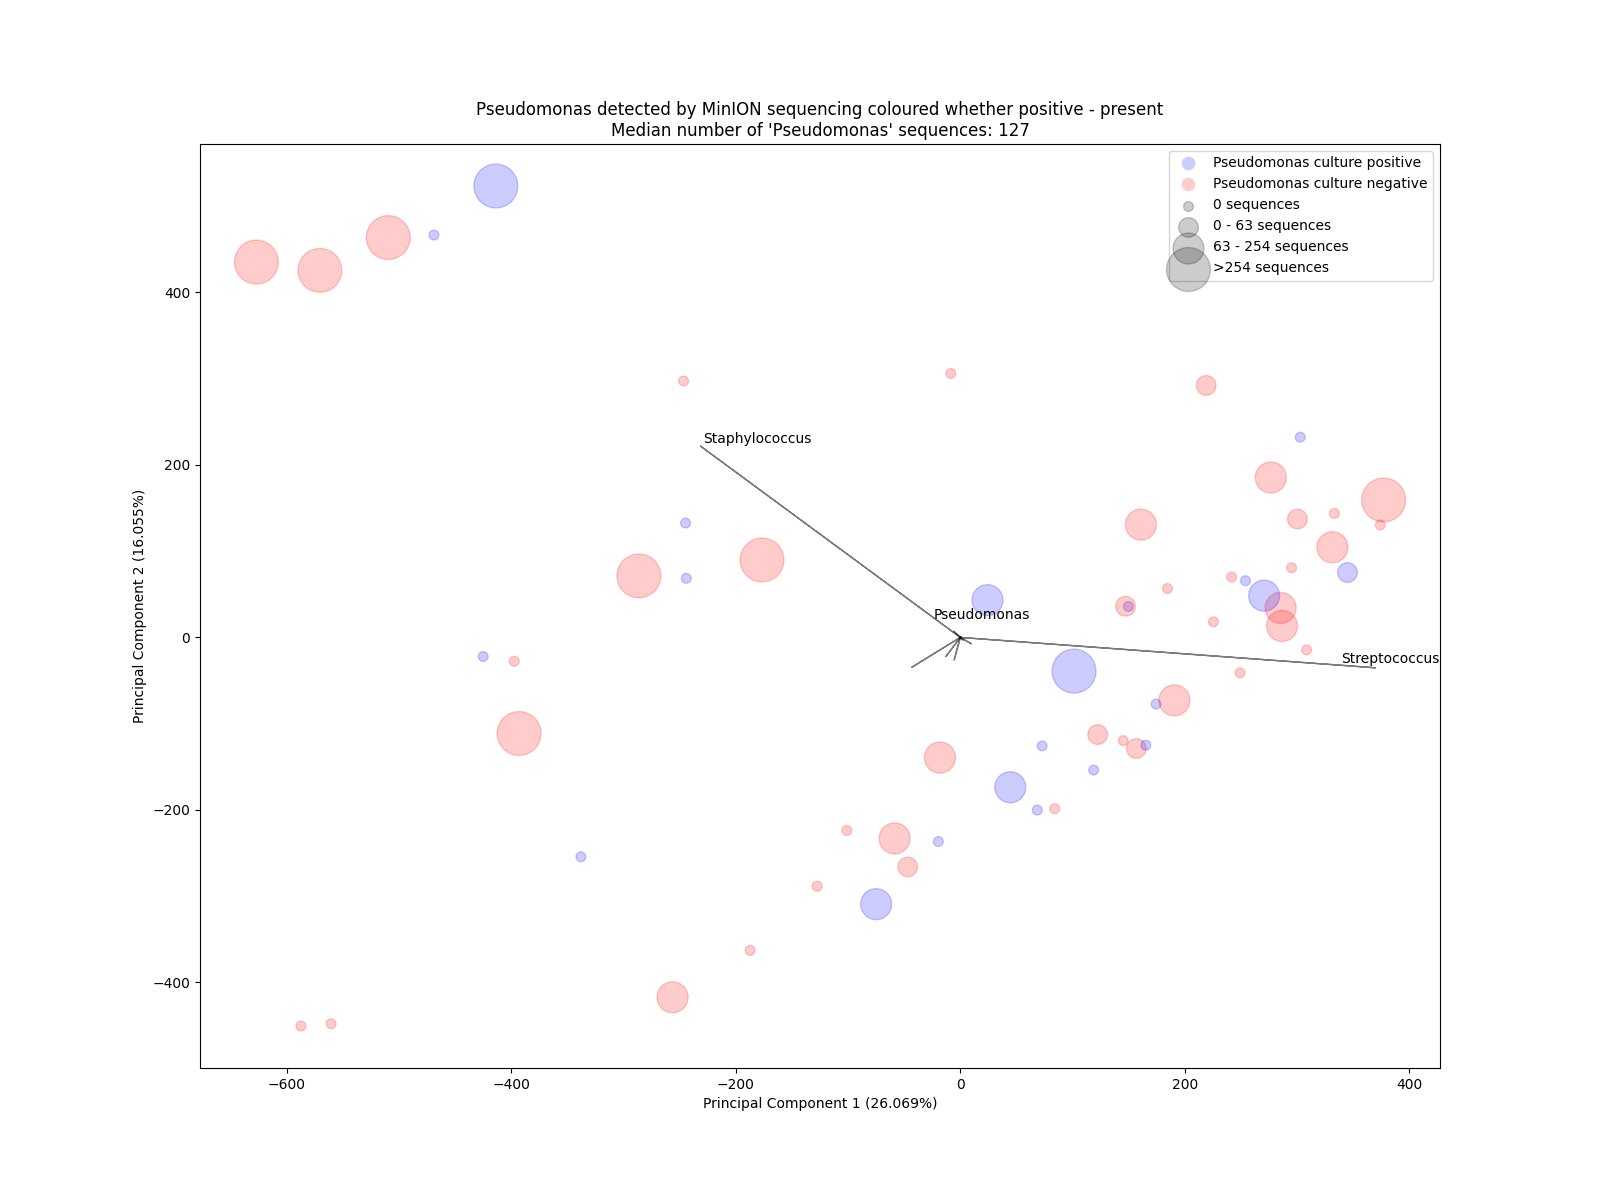 Pseudomonas detected by MinION sequencing coloured whether positive - present
Median number of 'Pseudomonas' sequences: 127
Pseudomonas culture positive
Pseudomonas culture negative
0 sequences
0 - 63 sequences
63 - 254 sequences
>254 sequences
Staphylococcus
Pseudomonas
Streptococcus
400
200
0
−200
−400
Principal Component 2 (16.055%)
−600
−400
−200
0
200
400
Principal Component 1 (26.069%)